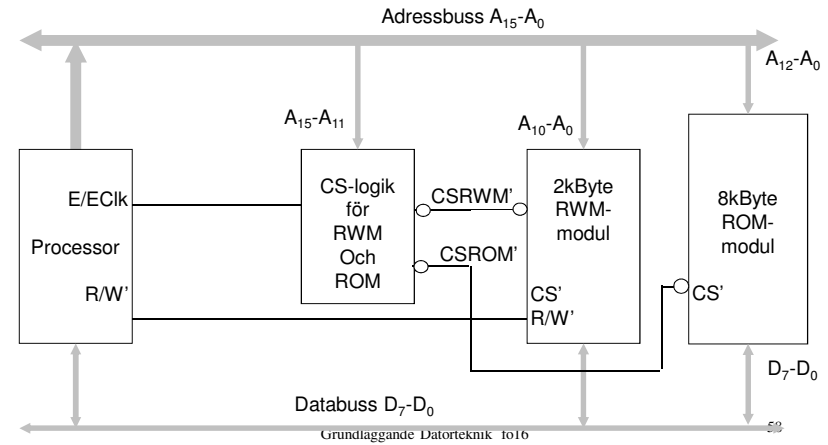 Adressbuss A15-A0
A12-A0
A15-A11
A10-A0
E/EClk
Processor
R/W'
CS-logik
för
RWM
Och
ROM
CSRWM'
CSROM'
2kByte
RWM-
modul
CS'
R/W'
8kByte
ROM-
modul
CS'
D7-D0
Databuss D7-D0
Grundläggande Datorteknik fo16
58